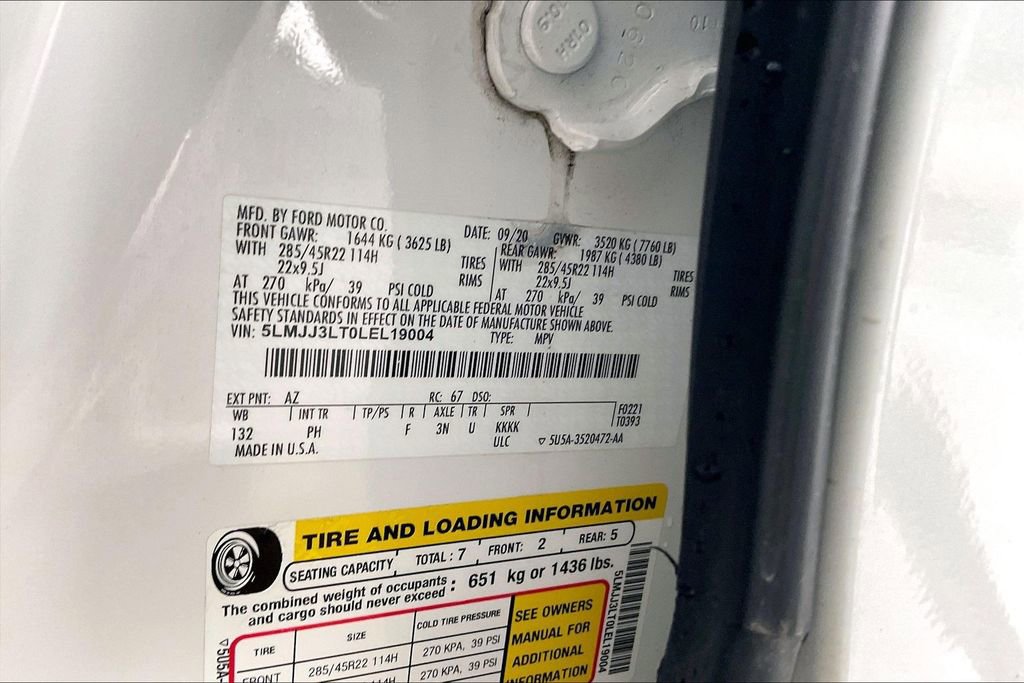 MFD. BY FORD MOTOR CO.
DATE: 09/20 GVWR: 3520 KG ( 7760 LB)
FRONT GAWR: 1644 KG ( 3625 LB)
WITH 285/45R22 114H TIRES
22x9.5J RIMS
AT 270 kPa/ 39 PSI COLD
REAR GAWR: 1987 KG ( 4380 LB)
WITH 285/45R22 114H TIRES
22x9.5J RIMS
AT 270 kPa/ 39 PSI COLD
THIS VEHICLE CONFORMS TO ALL APPLICABLE FEDERAL MOTOR VEHICLE
SAFETY STANDARDS IN EFFECT ON THE DATE OF MANUFACTURE SHOWN ABOVE.
VIN: 5LMJJ3LT0LEL19004 TYPE: MPV
EXT PNT: AZ RC: 67 DSO:
WB INT TR TP/PS R AXLE TR SPR F0221
T0393
132 PH F 3N U KKKK
ULC
MADE IN U.S.A. 5U5A-3520472-AA
TIRE AND LOADING INFORMATION
SEATING CAPACITY TOTAL: 7 FRONT: 2 REAR: 5
The combined weight of occupants
and cargo should never exceed : 651 kg or 1436 lbs.
TIRE SIZE COLD TIRE PRESSURE
FRONT 285/45R22 114H 270 KPA, 39 PSI
114H 270 KPA, 39 PSI
SEE OWNERS
MANUAL FOR
ADDITIONAL
INFORMATION
5LMJJ3LT0LEL19004
5U5A-